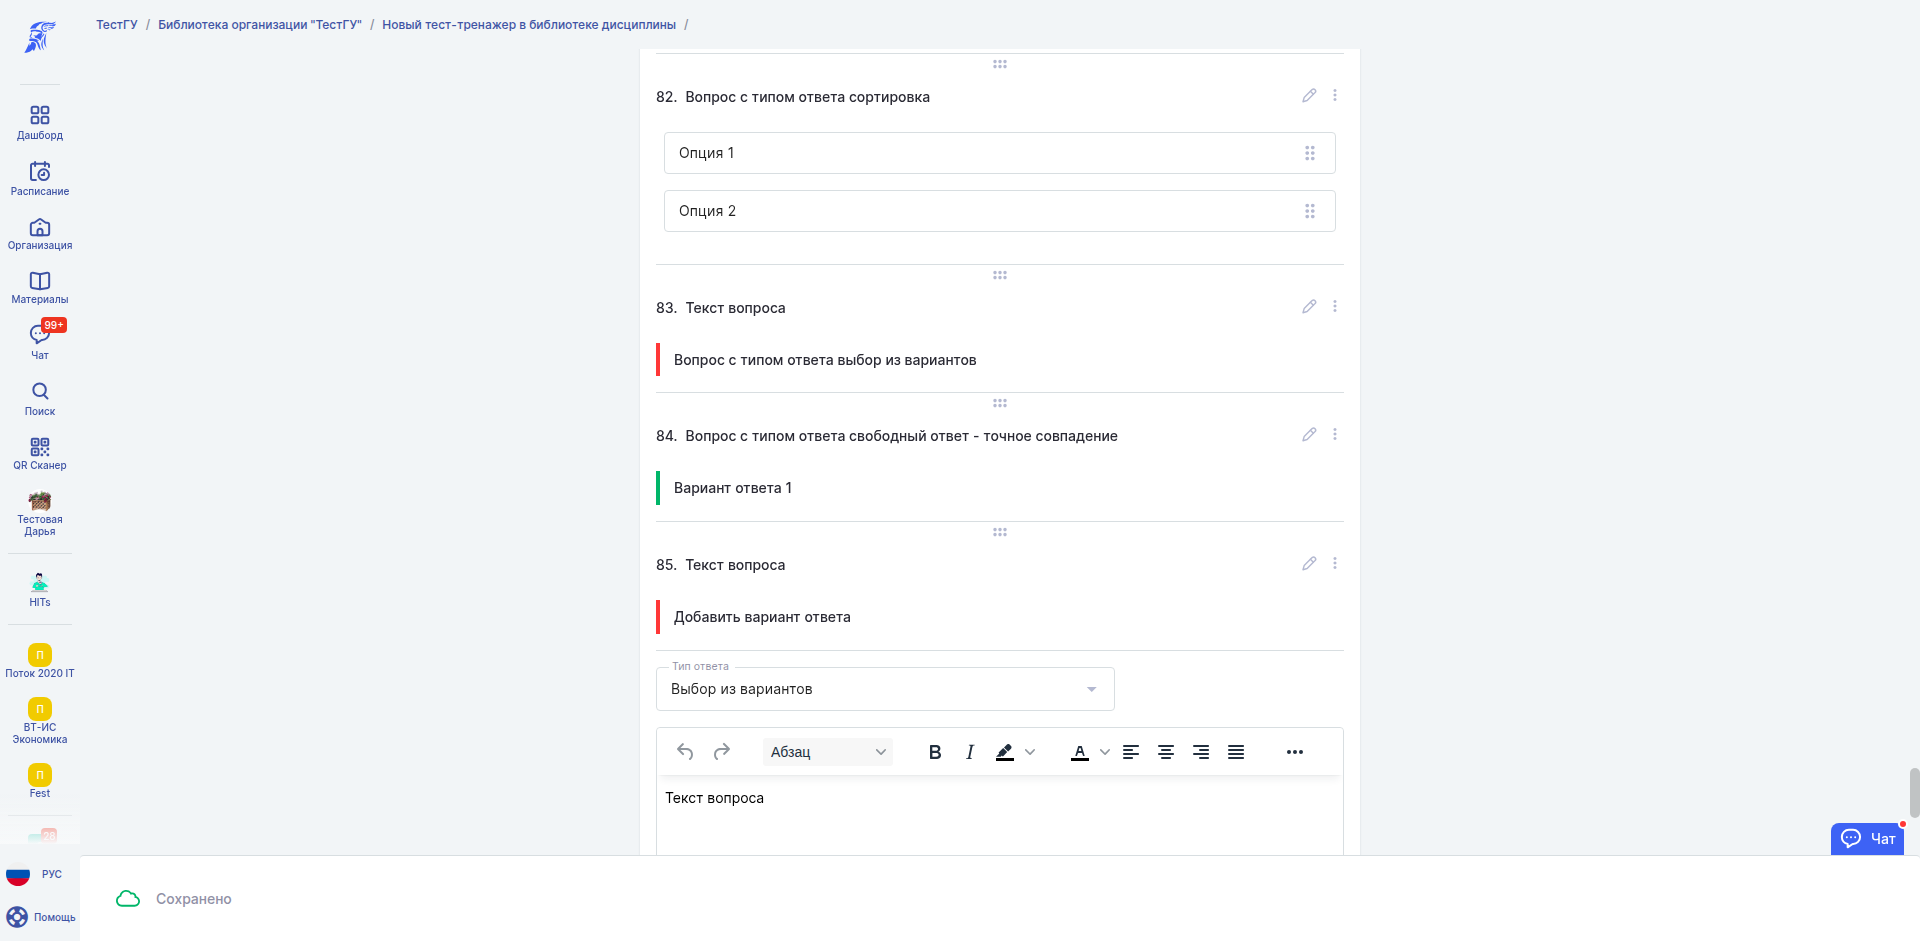 ТестГУ / Библиотека организации "ТестГУ" / Новый тест-тренажер в библиотеке дисциплины /
Дашборд
Расписание
Организация
Материалы
99+
Чат
Поиск
QR Сканер
Тестовая
Дарья
HITs
П
Поток 2020 IT
П
ВТ-ИС
Экономика
П
Fest
28
РУС
Помощь
82. Вопрос с типом ответа сортировка
Опция 1
Опция 2
83. Текст вопроса
Вопрос с типом ответа выбор из вариантов
84. Вопрос с типом ответа свободный ответ - точное совпадение
Вариант ответа 1
85. Текст вопроса
Добавить вариант ответа
Тип ответа
Выбор из вариантов
Абзац B I A
Текст вопроса
Чат
Сохранено